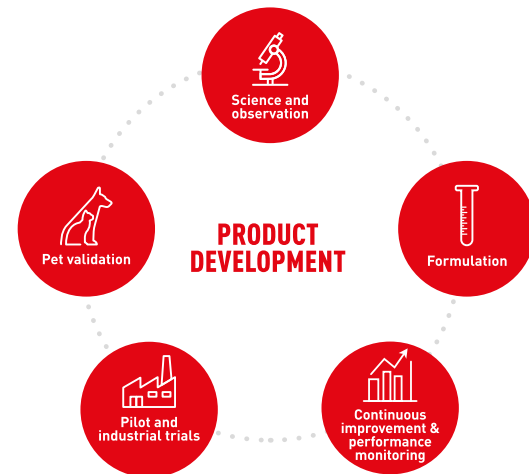 Science and
observation
Pet validation
PRODUCT
DEVELOPMENT
Formulation
Pilot and
industrial trials
Continuous
improvement &
performance
monitoring